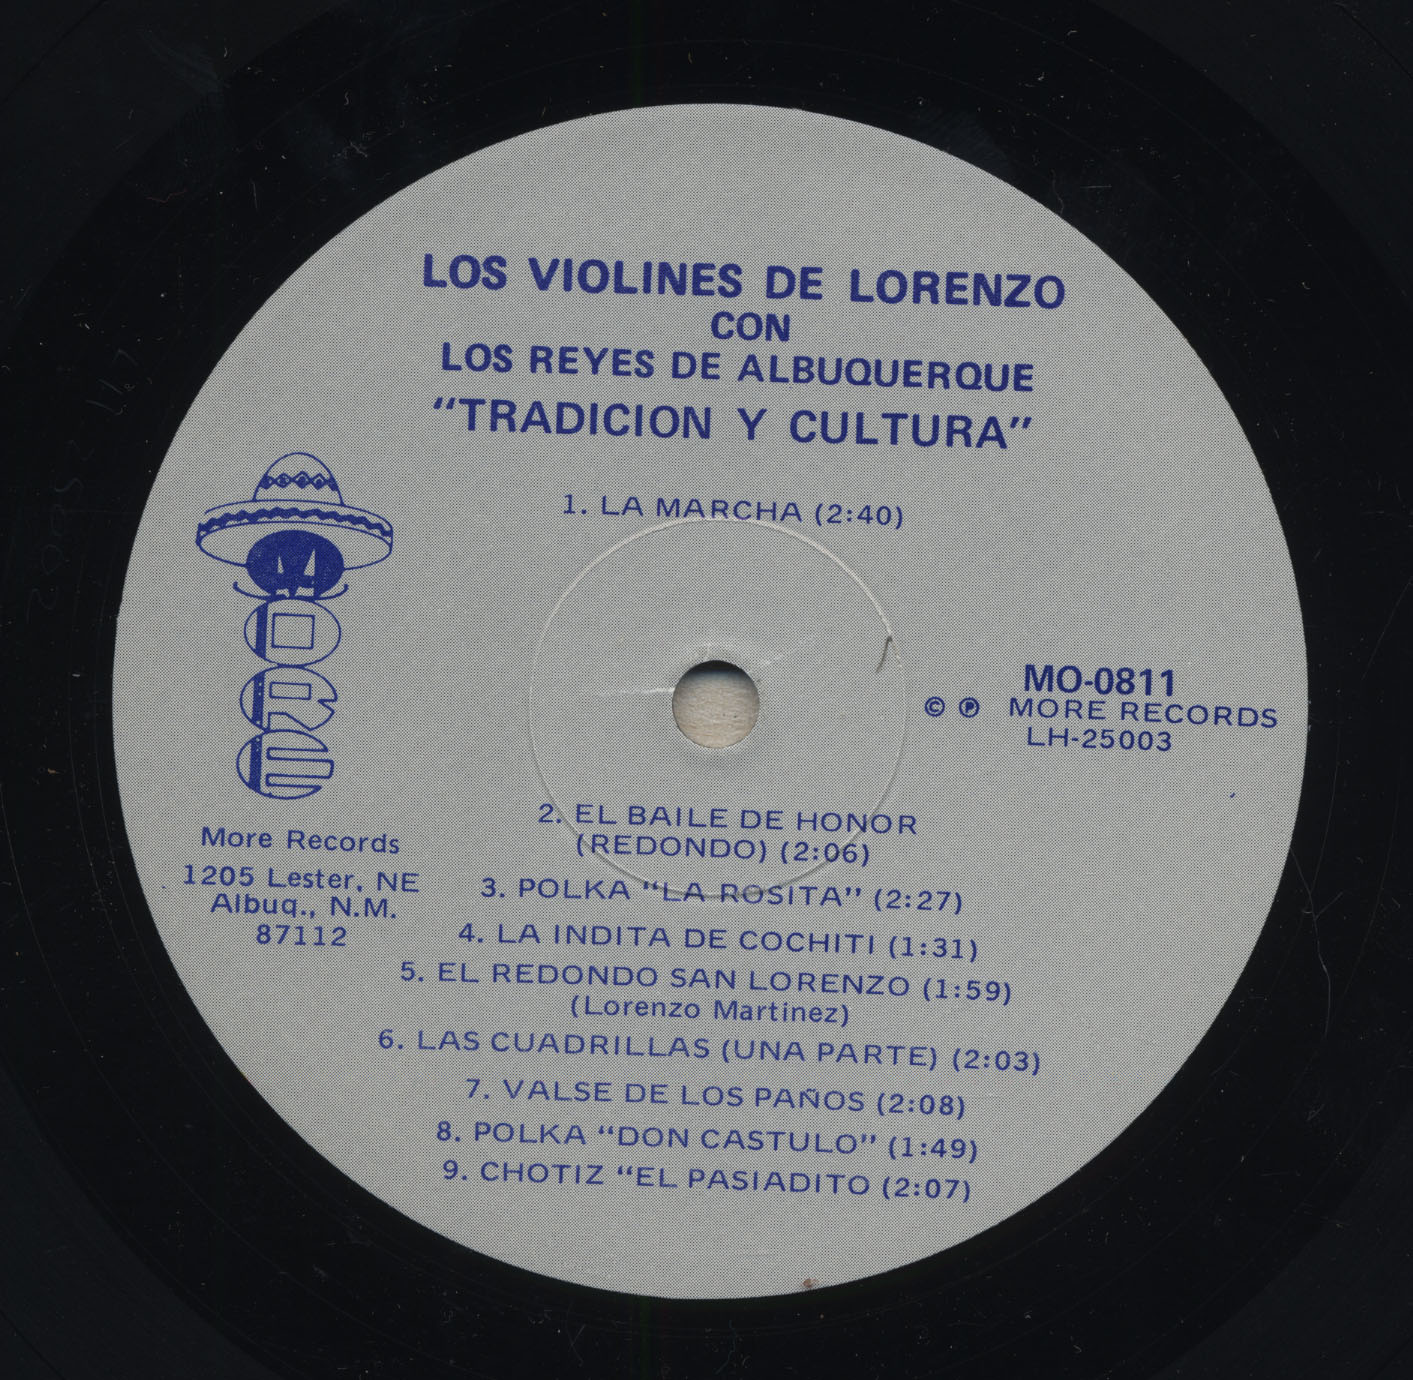 LOS VIOLINES DE LORENZO
CON
LOS REYES DE ALBUQUERQUE
"TRADICION Y CULTURA"
1. LA MARCHA (2:40)
MORE
MO-0811
© ℗ MORE RECORDS
LH-25003
More Records
1205 Lester, NE
Albuq., N.M.
87112
2. EL BAILE DE HONOR
(REDONDO) (2:06)
3. POLKA "LA ROSITA" (2:27)
4. LA INDITA DE COCHITI (1:31)
5. EL REDONDO SAN LORENZO (1:59)
(Lorenzo Martinez)
6. LAS CUADRILLAS (UNA PARTE) (2:03)
7. VALSE DE LOS PAÑOS (2:08)
8. POLKA "DON CASTULO" (1:49)
9. CHOTIZ "EL PASIADITO (2:07)